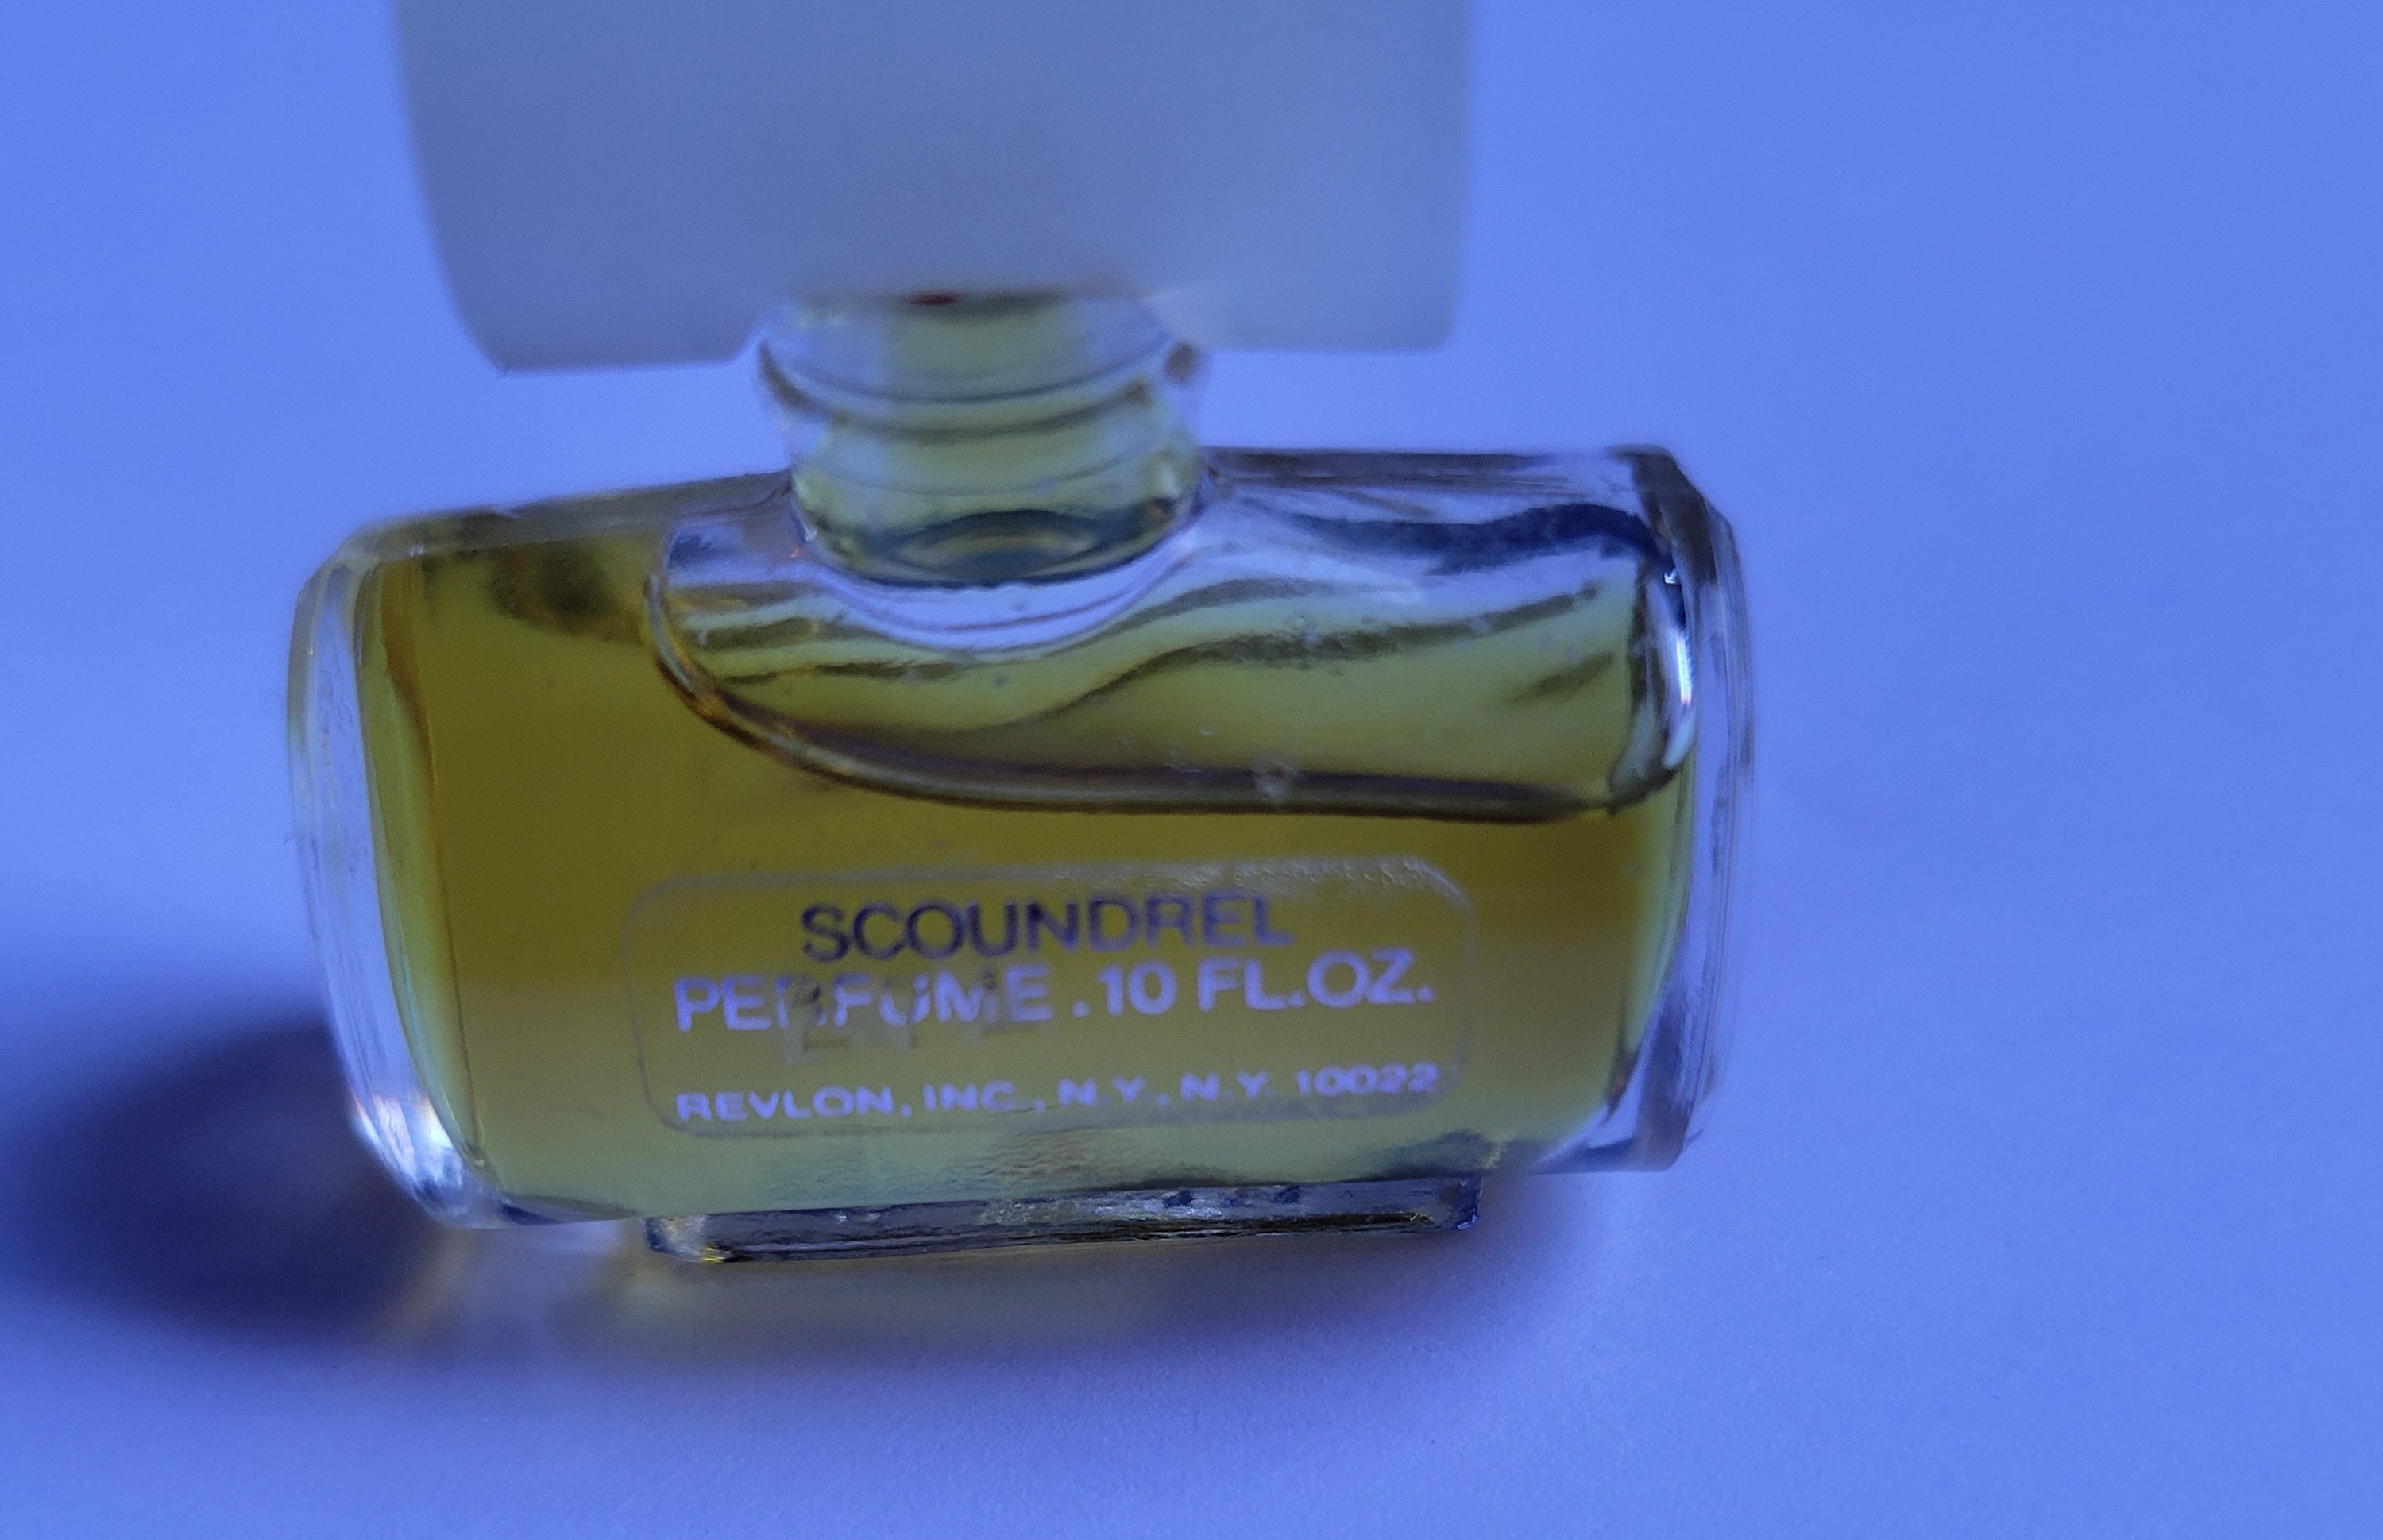 SCOUNDREL
PERFUME .10 FL.OZ.
REVLON, INC., N.Y., N.Y. 10022